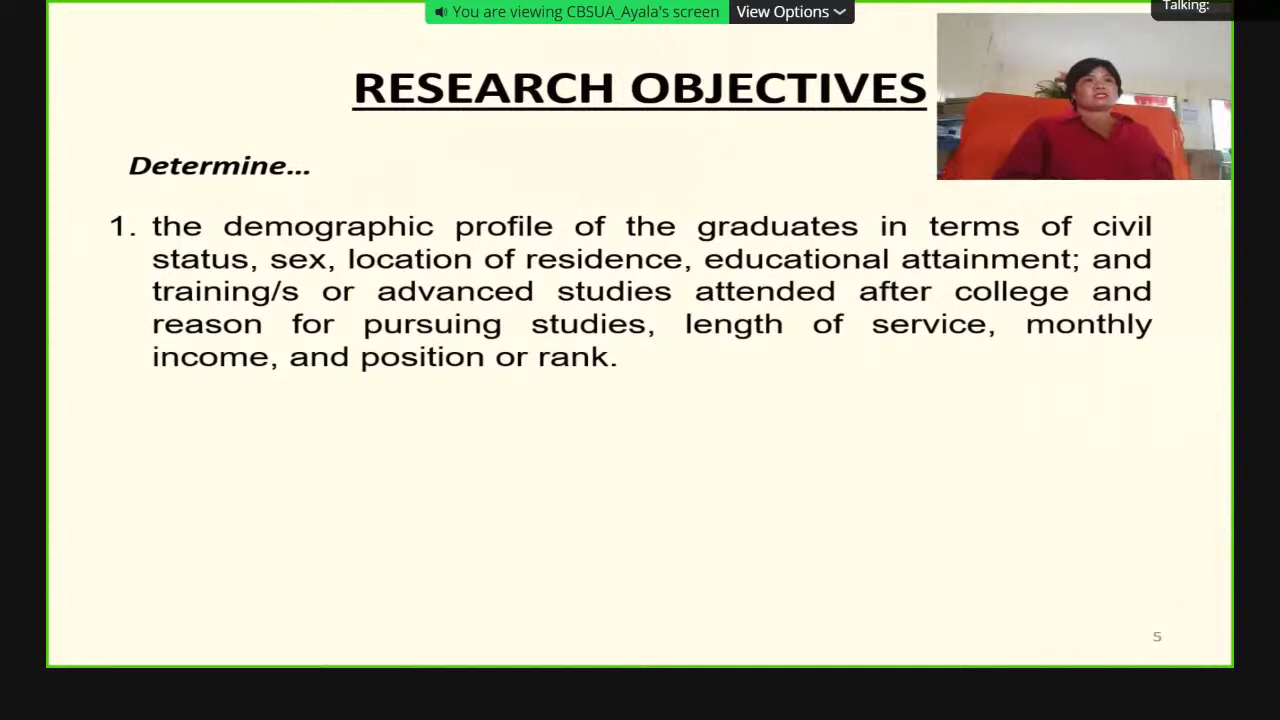 You are viewing CBSUA_Ayala's screen
View Options
Talking:
RESEARCH OBJECTIVES
Determine...
1. the demographic profile of the graduates in terms of civil
status, sex, location of residence, educational attainment; and
training/s or advanced studies attended after college and
reason for pursuing studies, length of service, monthly
income, and position or rank.
5